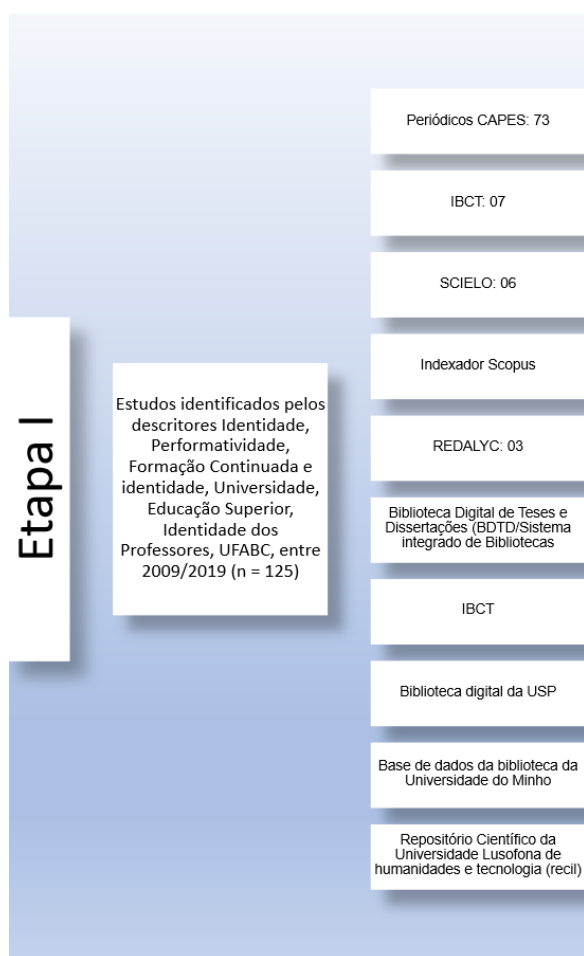 Etapa I
Estudos identificados pelos
descritores Identidade,
Performatividade,
Formação Continuada e
identidade, Universidade,
Educação Superior,
Identidade dos
Professores, UFABC, entre
2009/2019 (n = 125)
Periódicos CAPES: 73
IBCT: 07
SCIELO: 06
Indexador Scopus
REDALYC: 03
Biblioteca Digital de Teses e
Dissertações (BDTD/Sistema
integrado de Bibliotecas
IBCT
Biblioteca digital da USP
Base de dados da biblioteca da
Universidade do Minho
Repositório Científico da
Universidade Lusofona de
humanidades e tecnologia (recil)